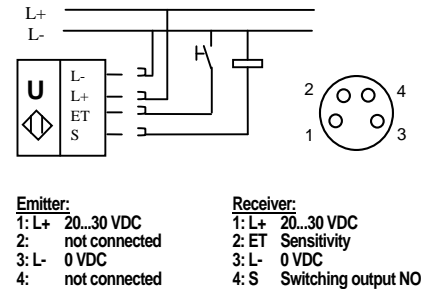 L+
L-
U
L-
L+
ET
S
2 4
1 3
Emitter:
1: L+ 20...30 VDC
2: not connected
3: L- 0 VDC
4: not connected
Receiver:
1: L+ 20...30 VDC
2: ET Sensitivity
3: L- 0 VDC
4: S Switching output NO